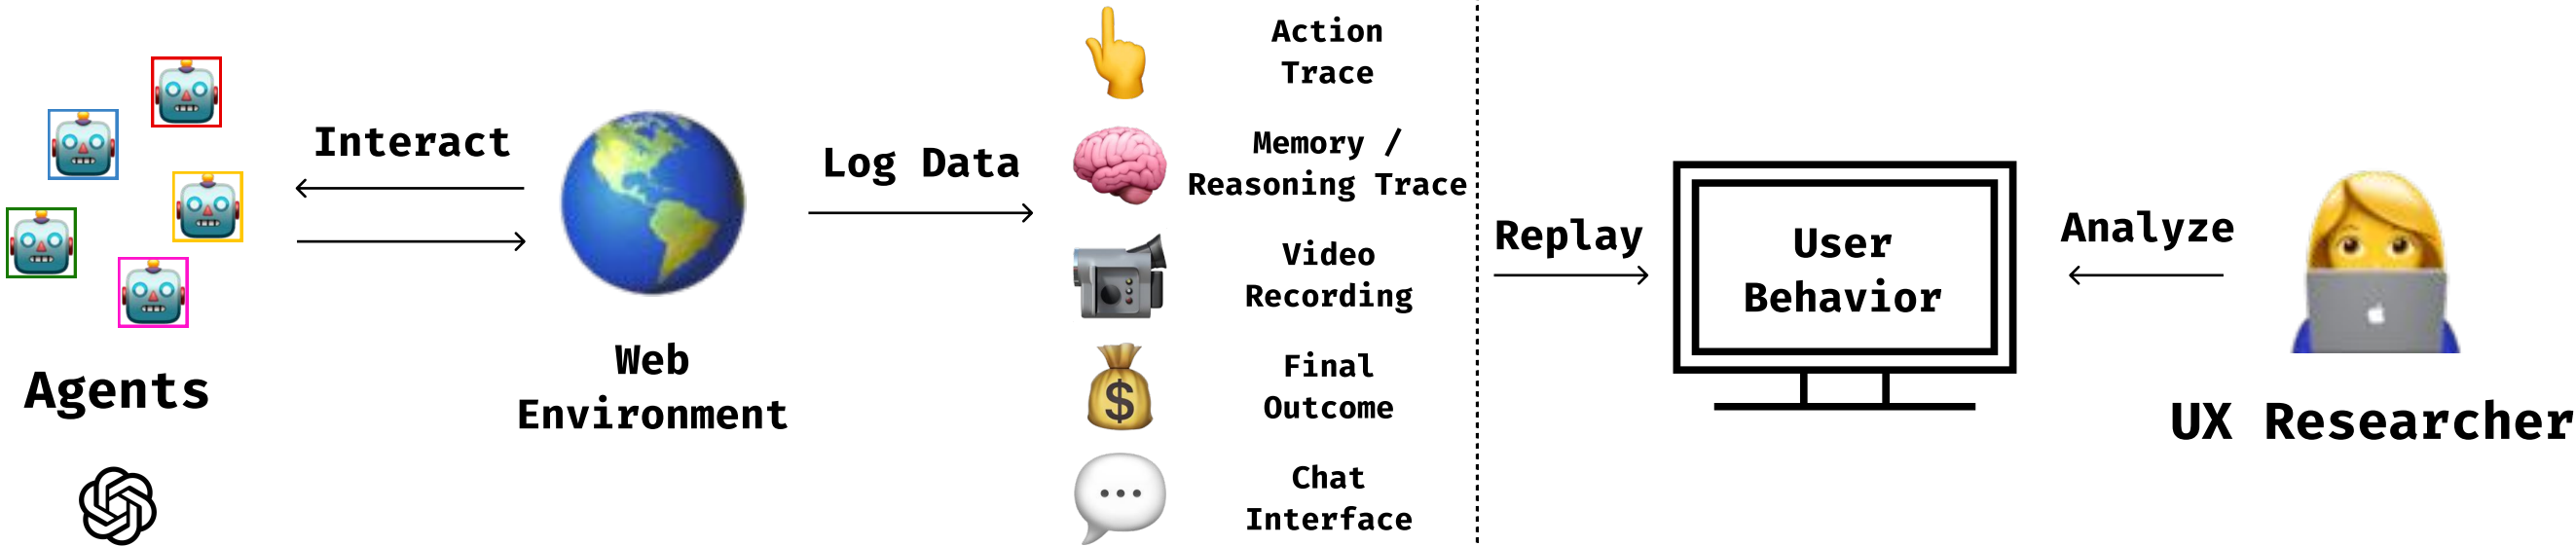 Agents
Interact
Web
Environment
Log Data
Action
Trace
Memory /
Reasoning Trace
Video
Recording
Final
Outcome
Chat
Interface
Replay
User
Behavior
Analyze
UX Researcher